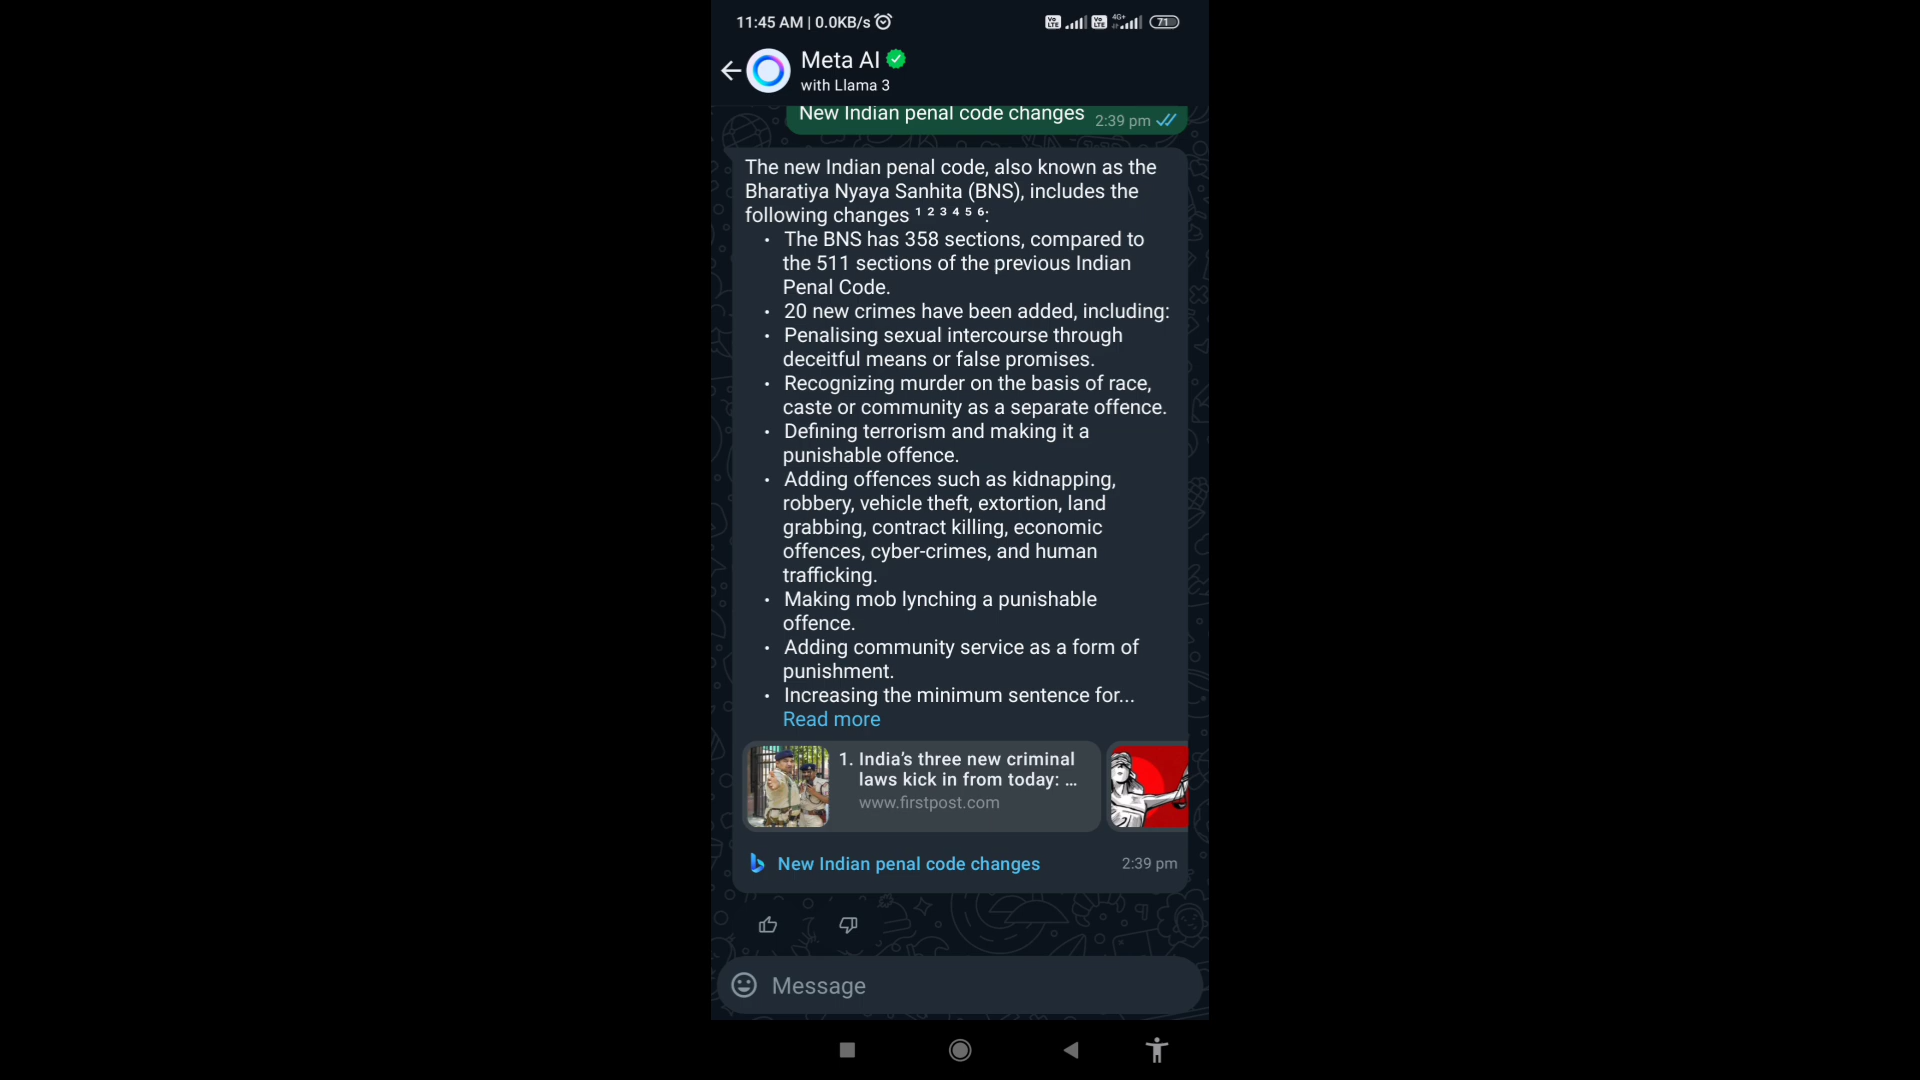 11:45 AM | 0.0KB/s
Vo LTE
Vo LTE
4G+
71
Meta AI
with Llama 3
New Indian penal code changes 2:39 pm
The new Indian penal code, also known as the
Bharatiya Nyaya Sanhita (BNS), includes the
following changes ¹ ² ³ ⁴ ⁵ ⁶:
• The BNS has 358 sections, compared to
the 511 sections of the previous Indian
Penal Code.
• 20 new crimes have been added, including:
• Penalising sexual intercourse through
deceitful means or false promises.
• Recognizing murder on the basis of race,
caste or community as a separate offence.
• Defining terrorism and making it a
punishable offence.
• Adding offences such as kidnapping,
robbery, vehicle theft, extortion, land
grabbing, contract killing, economic
offences, cyber-crimes, and human
trafficking.
• Making mob lynching a punishable
offence.
• Adding community service as a form of
punishment.
• Increasing the minimum sentence for...
Read more
1. India’s three new criminal
laws kick in from today: ...
www.firstpost.com
New Indian penal code changes 2:39 pm
Message